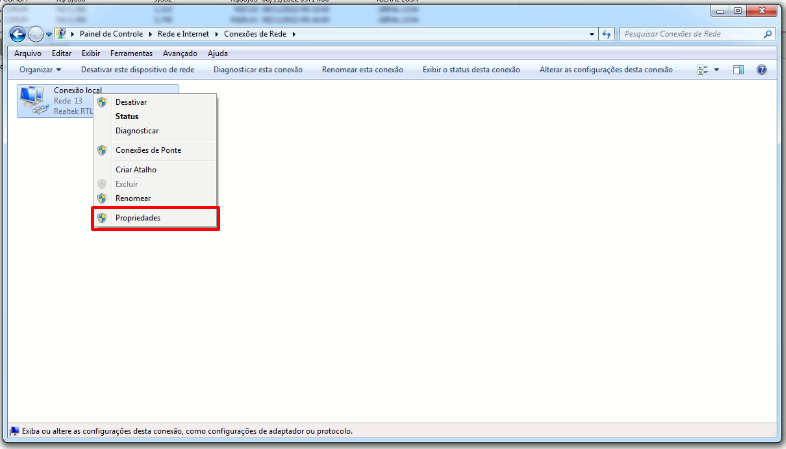 Painel de Controle
Rede e Internet
Conexões de Rede
Pesquisar Conexões de Rede
Arquivo Editar Exibir Ferramentas Avançado Ajuda
Organizar Desativar este dispositivo de rede Diagnosticar esta conexão Renomear esta conexão Exibir o status desta conexão Alterar as configurações desta conexão
Conexão local
Rede 13
Realtek RTL
Desativar
Status
Diagnosticar
Conexões de Ponte
Criar Atalho
Excluir
Renomear
Propriedades
Exiba ou altere as configurações desta conexão, como configurações de adaptador ou protocolo.